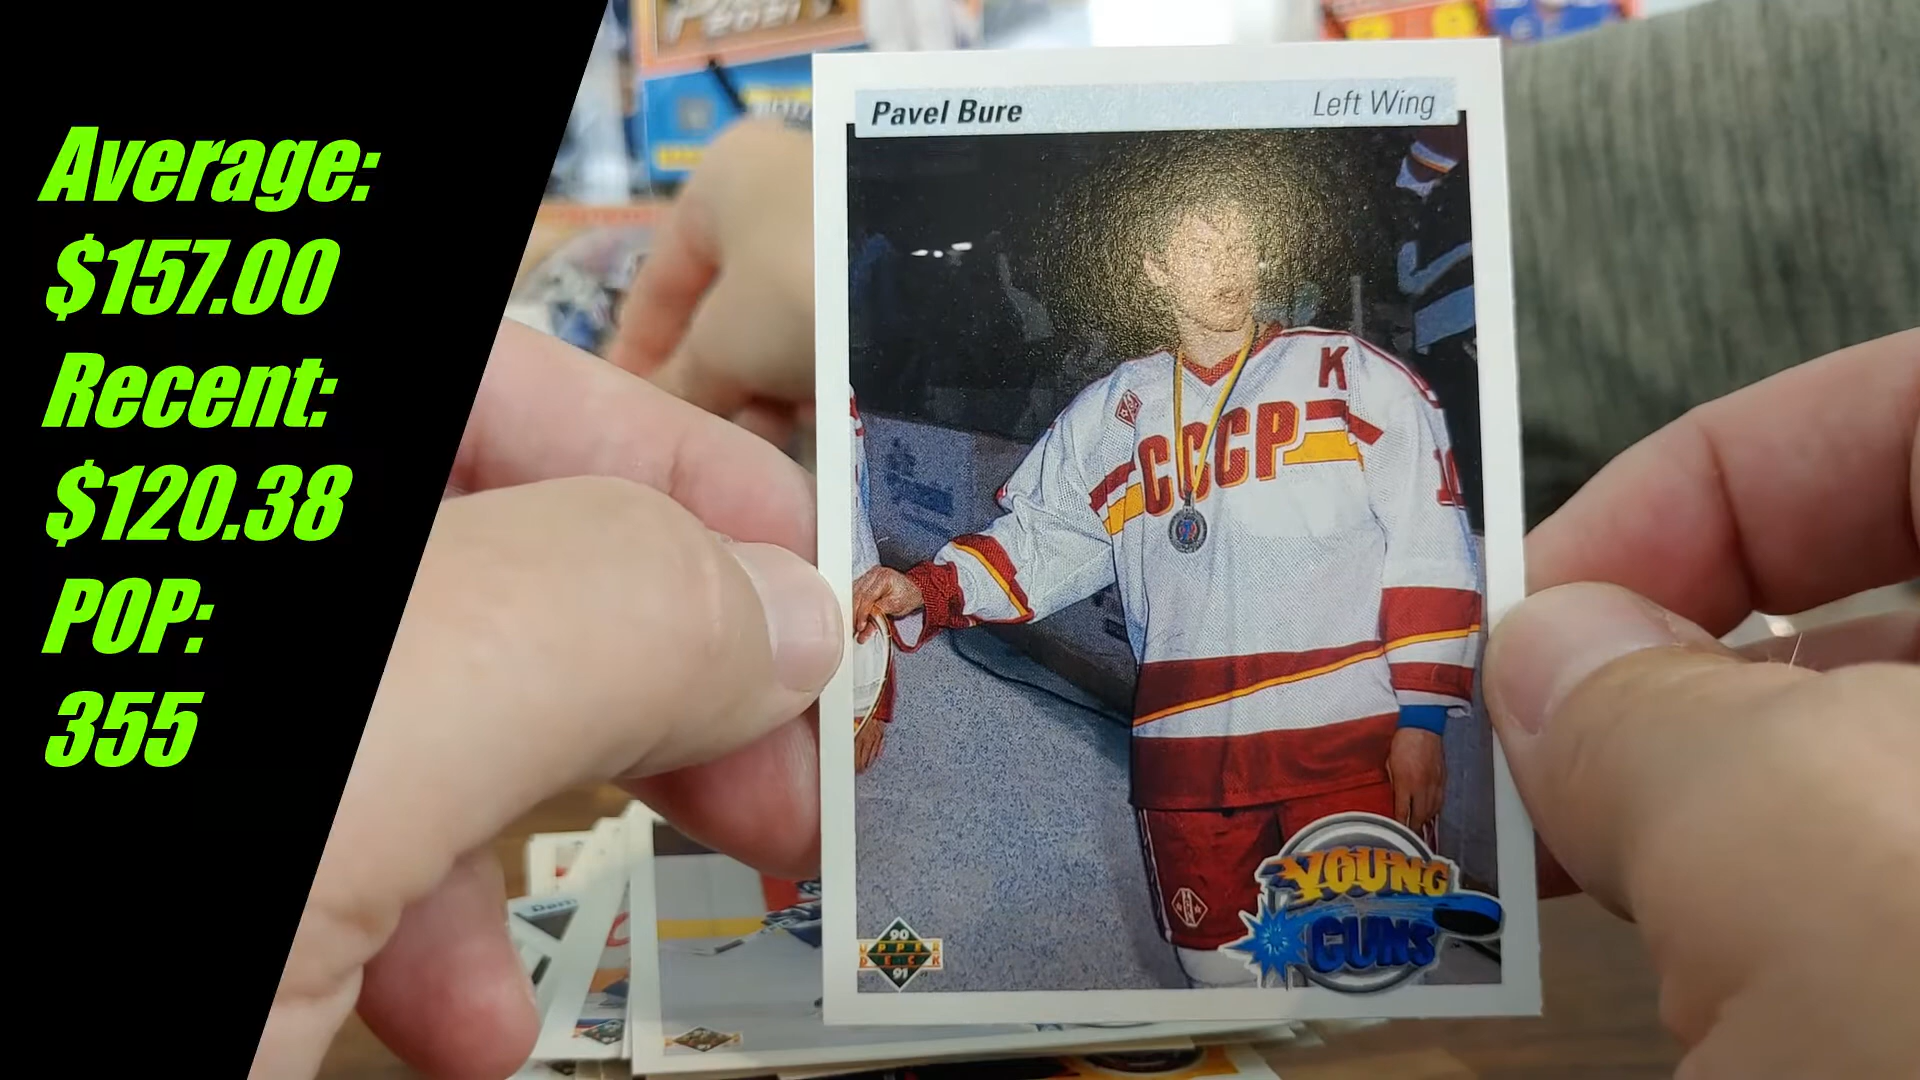 Average:
$157.00
Recent:
$120.38
POP:
355
Pavel Bure
Left Wing
K
CCCP
YOUNG
GUNS
90
UPPER
DECK
91